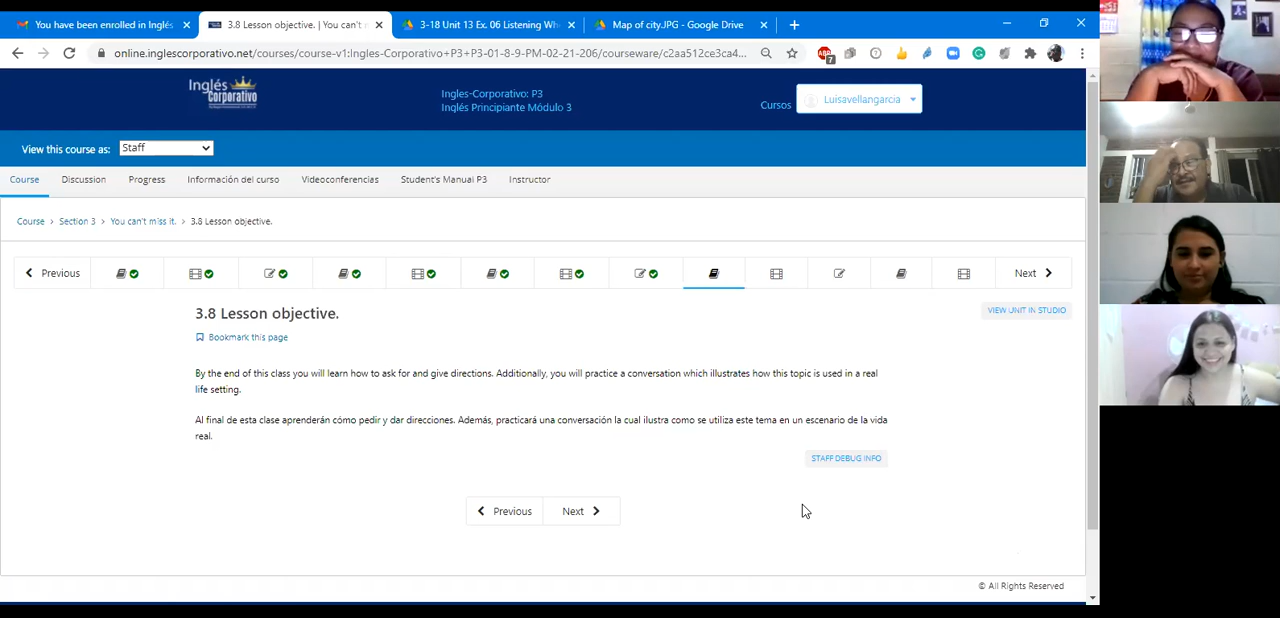 You have been enrolled in Inglés
3.8 Lesson objective. | You can't
3-18 Unit 13 Ex. 06 Listening Wh
Map of city.JPG - Google Drive
online.inglescorporativo.net/courses/course-v1:Ingles-Corporativo+P3+P3-01-S9-PM-02-21-206/courseware/c2aa512ce3ca4...
7
Inglés
Corporativo
Ingles-Corporativo: P3
Inglés Principiante Módulo 3
Cursos
Luisavellangarcia
View this course as:
Staff
Course
Discussion
Progress
Información del curso
Videoconferencias
Student's Manual P3
Instructor
Course > Section 3 > You can't miss it. > 3.8 Lesson objective.
Previous
Next
3.8 Lesson objective.
VIEW UNIT IN STUDIO
Bookmark this page
By the end of this class you will learn how to ask for and give directions. Additionally, you will practice a conversation which illustrates how this topic is used in a real
life setting.
Al final de esta clase aprenderán cómo pedir y dar direcciones. Además, practicará una conversación la cual ilustra como se utiliza este tema en un escenario de la vida
real.
STAFF DEBUG INFO
Previous
Next
© All Rights Reserved